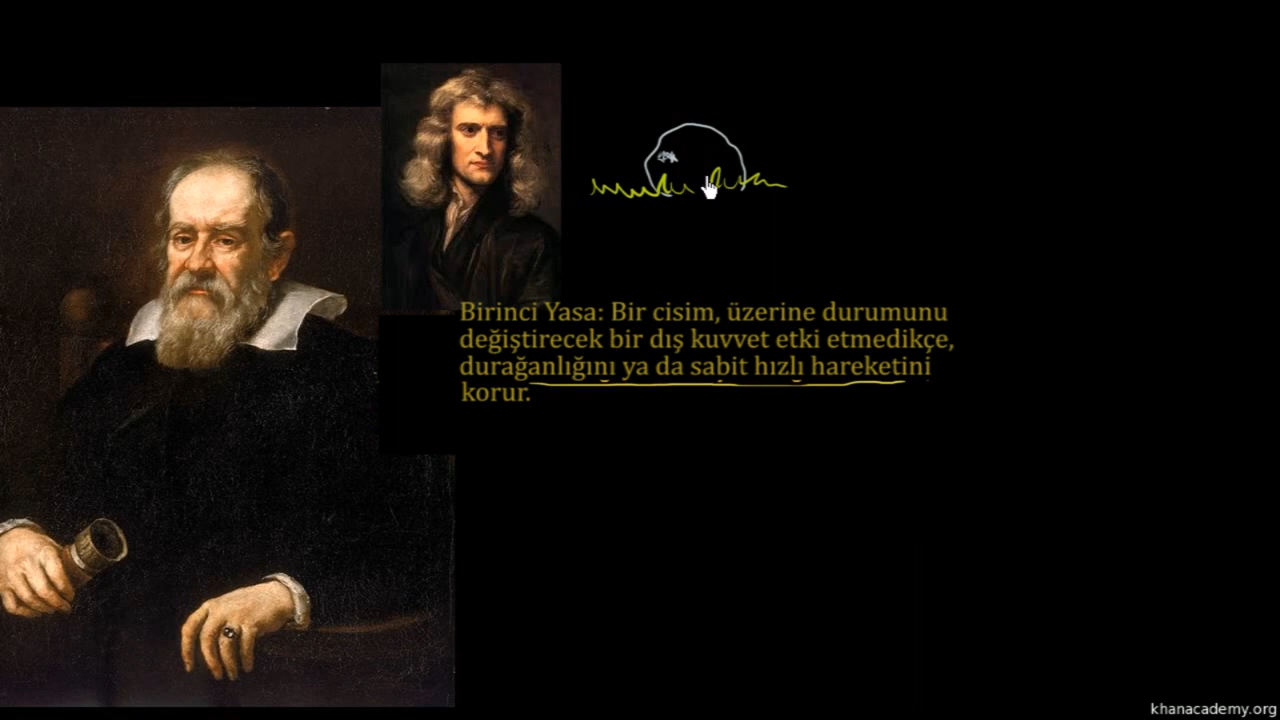 Birinci Yasa: Bir cisim, üzerine durumunu
değiştirecek bir dış kuvvet etki etmedikçe,
durağanlığını ya da sabit hızlı hareketini
korur.
khanacademy.org